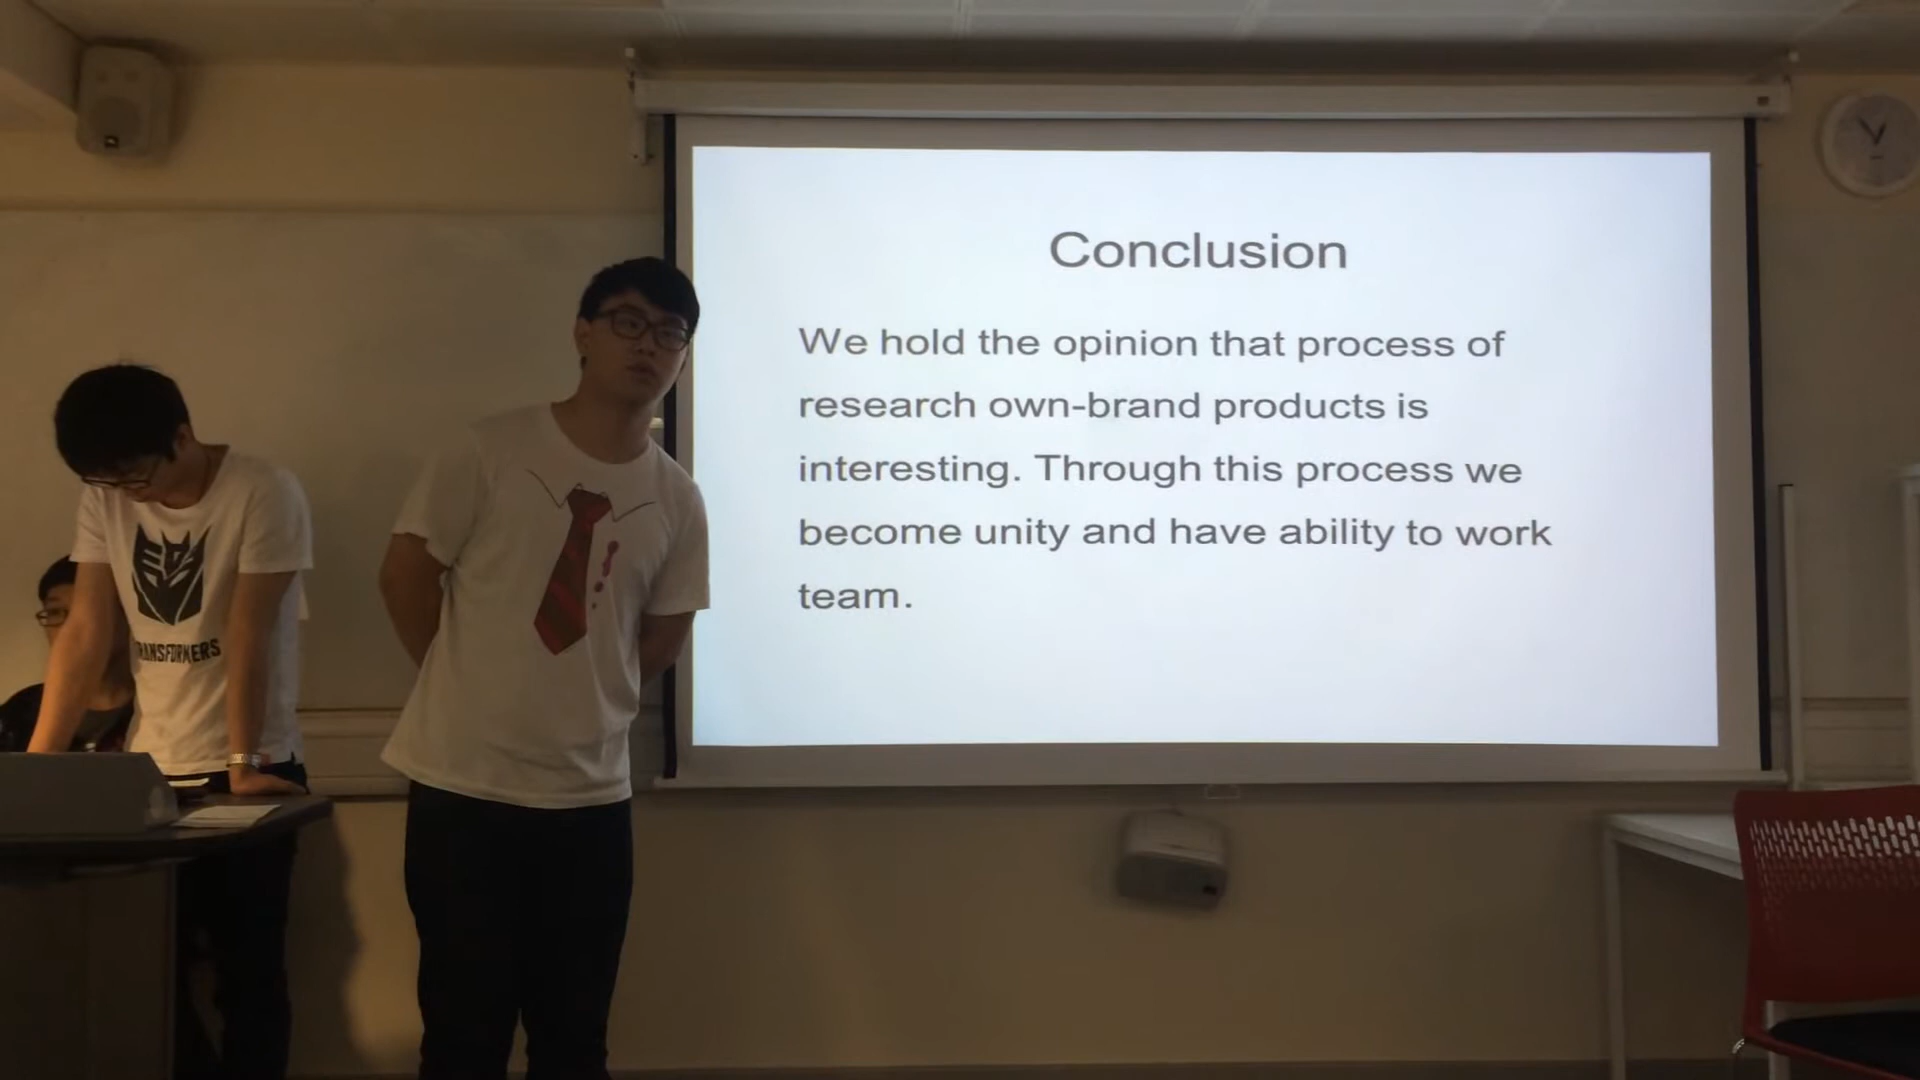 Conclusion
We hold the opinion that process of
research own-brand products is
interesting. Through this process we
become unity and have ability to work
team.
TRANSFORMERS